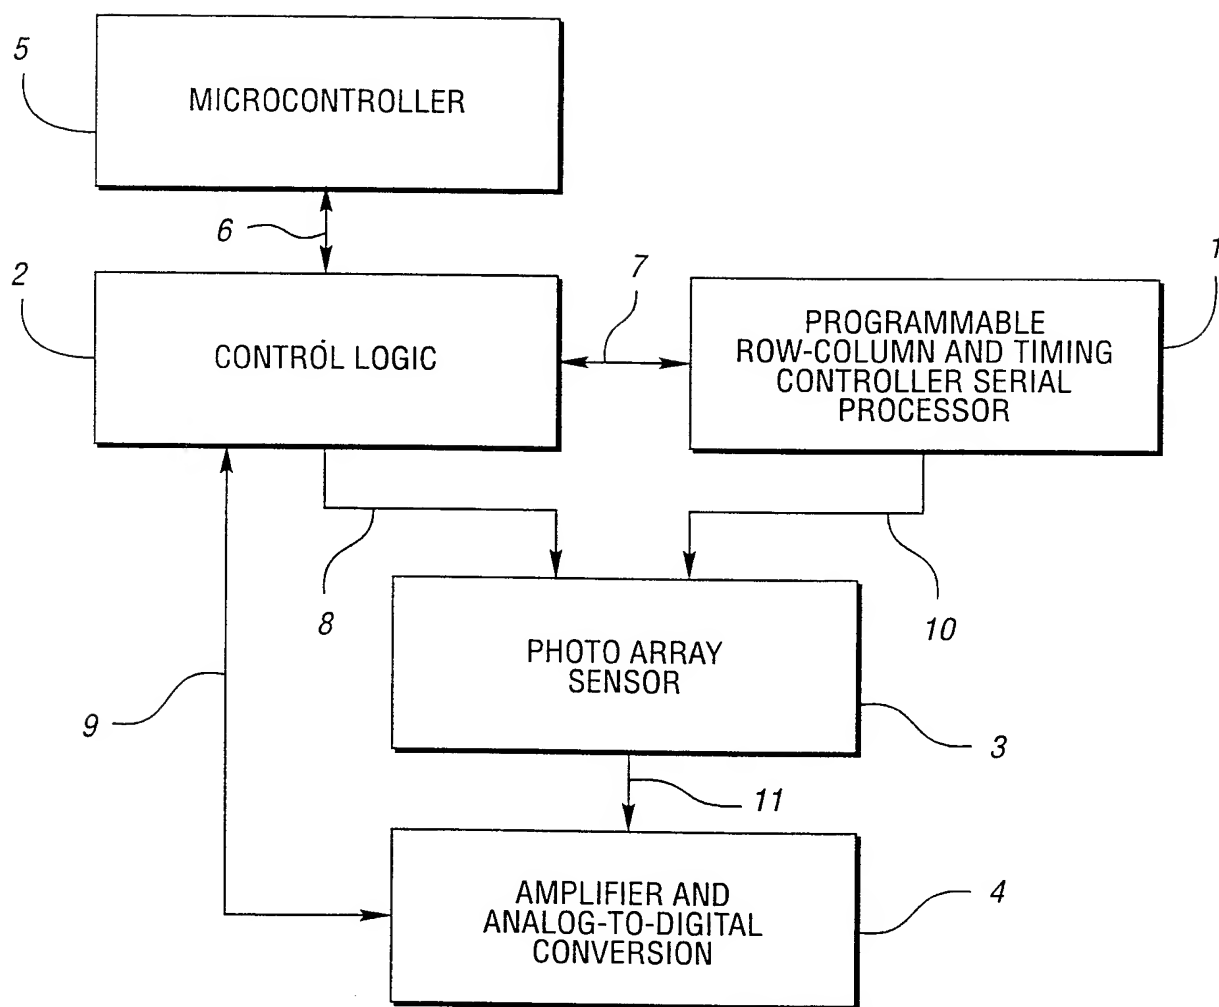 5
MICROCONTROLLER
6
2
CONTROL LOGIC
7
1
PROGRAMMABLE
ROW-COLUMN AND TIMING
CONTROLLER SERIAL
PROCESSOR
8
10
PHOTO ARRAY
SENSOR
9
3
11
AMPLIFIER AND
ANALOG-TO-DIGITAL
CONVERSION
4